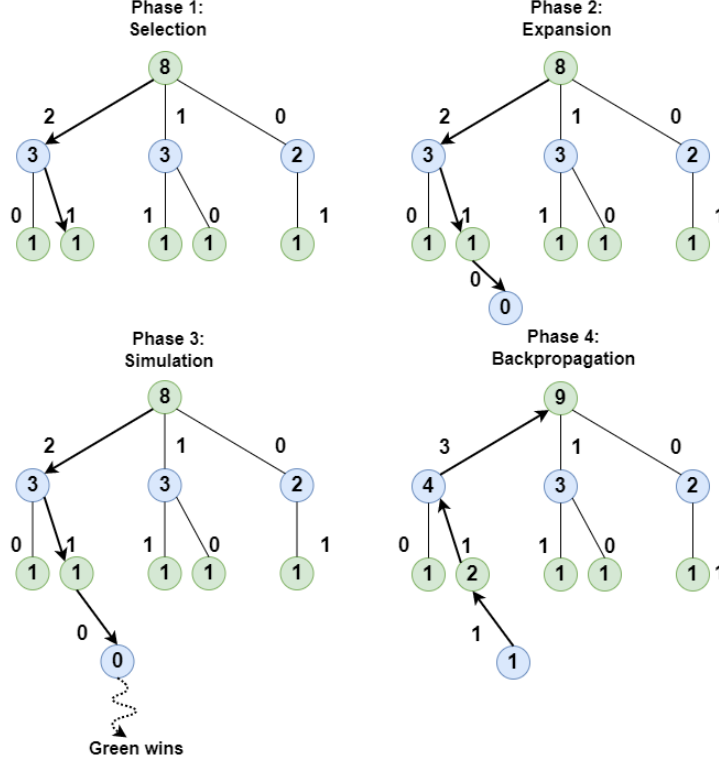 Phase 1:
Selection
8
2 1 0
3 3 2
0 1 1 0 1
1 1 1 1 1
Phase 2:
Expansion
8
2 1 0
3 3 2
0 1 1 0 1
1 1 1 1 1
0
0
Phase 3:
Simulation
8
2 1 0
3 3 2
0 1 1 0 1
1 1 1 1 1
0
0
Green wins
Phase 4:
Backpropagation
9
3 1 0
4 3 2
0 1 1 0
1 2 1 1 1 1
1
1